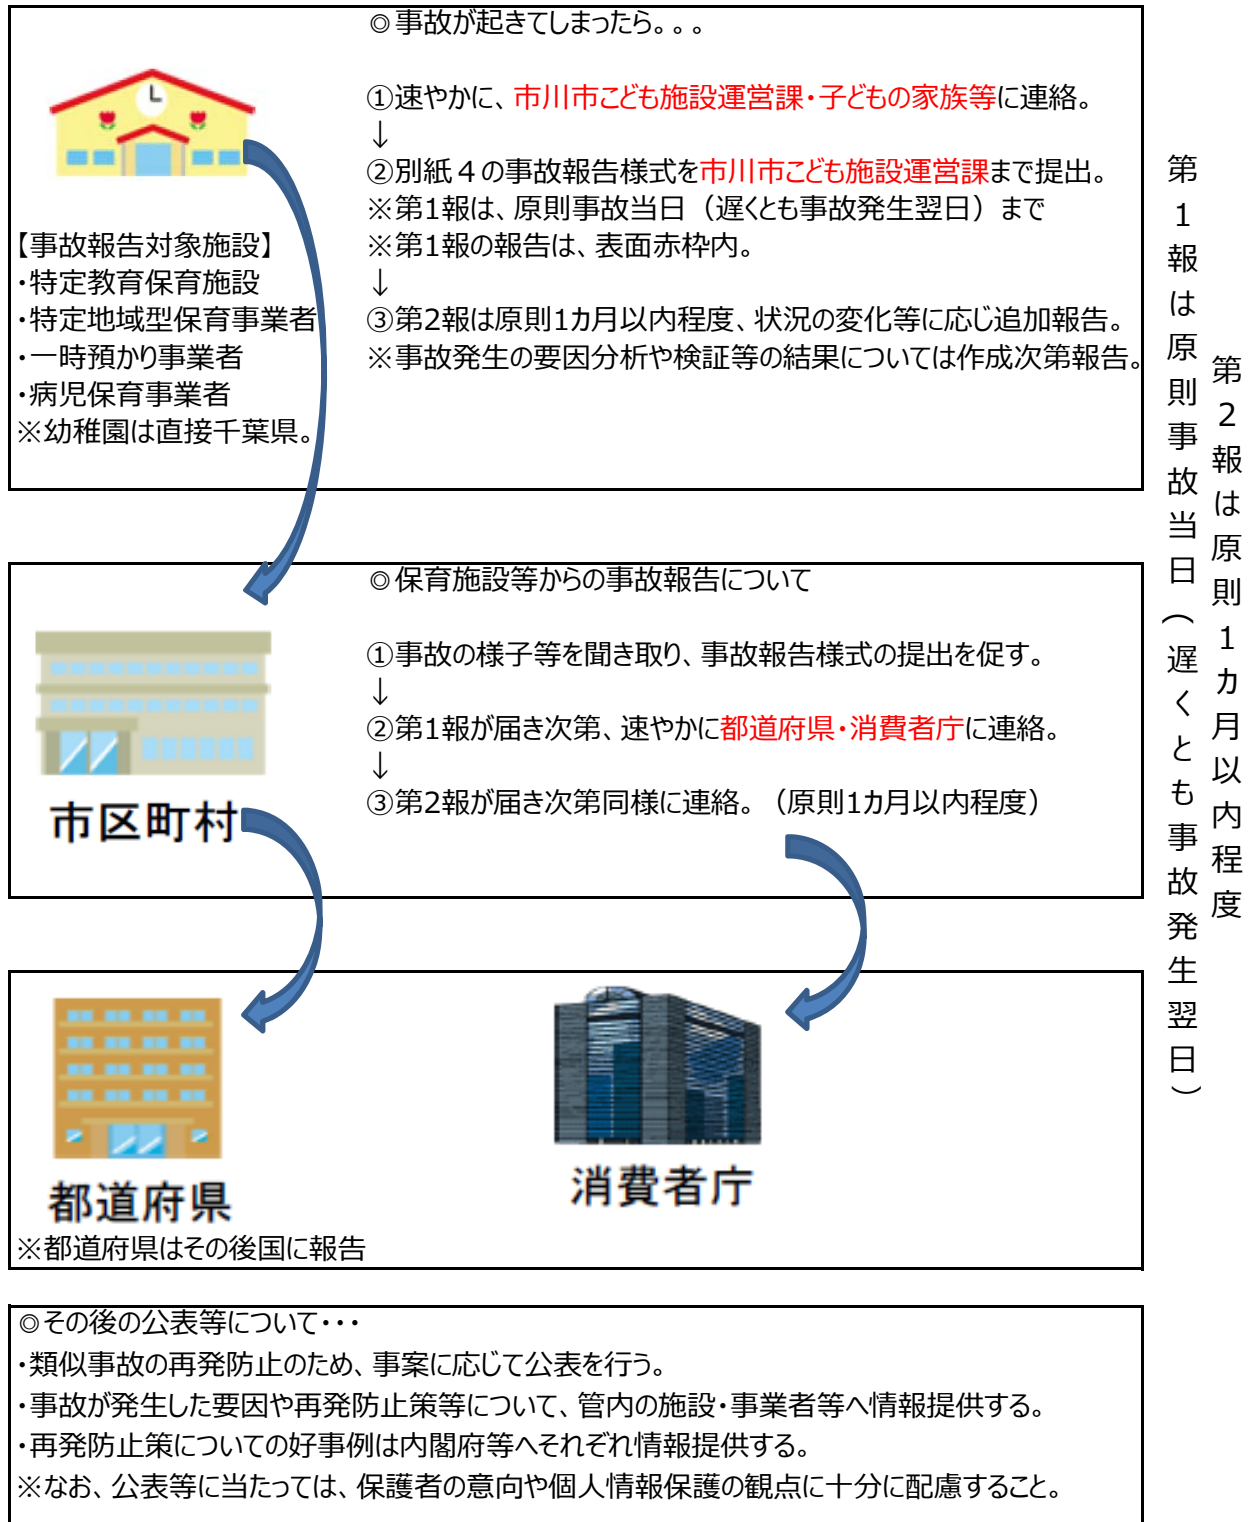 ◎事故が起きてしまったら。。。
①速やかに、市川市こども施設運営課・子どもの家族等に連絡。
↓
②別紙４の事故報告様式を市川市こども施設運営課まで提出。
※第1報は、原則事故当日（遅くとも事故発生翌日）まで
※第1報の報告は、表面赤枠内。
↓
③第2報は原則1カ月以内程度、状況の変化等に応じ追加報告。
※事故発生の要因分析や検証等の結果については作成次第報告。
【事故報告対象施設】
・特定教育保育施設
・特定地域型保育事業者
・一時預かり事業者
・病児保育事業者
※幼稚園は直接千葉県。
◎保育施設等からの事故報告について
①事故の様子等を聞き取り、事故報告様式の提出を促す。
↓
②第1報が届き次第、速やかに都道府県・消費者庁に連絡。
↓
③第2報が届き次第同様に連絡。（原則1カ月以内程度）
市区町村
都道府県
消費者庁
※都道府県はその後国に報告
◎その後の公表等について・・・
・類似事故の再発防止のため、事案に応じて公表を行う。
・事故が発生した要因や再発防止策等について、管内の施設・事業者等へ情報提供する。
・再発防止策についての好事例は内閣府等へそれぞれ情報提供する。
※なお、公表等に当たっては、保護者の意向や個人情報保護の観点に十分に配慮すること。
第２報は原則１カ月以内程度
第１報は原則事故当日（遅くとも事故発生翌日）